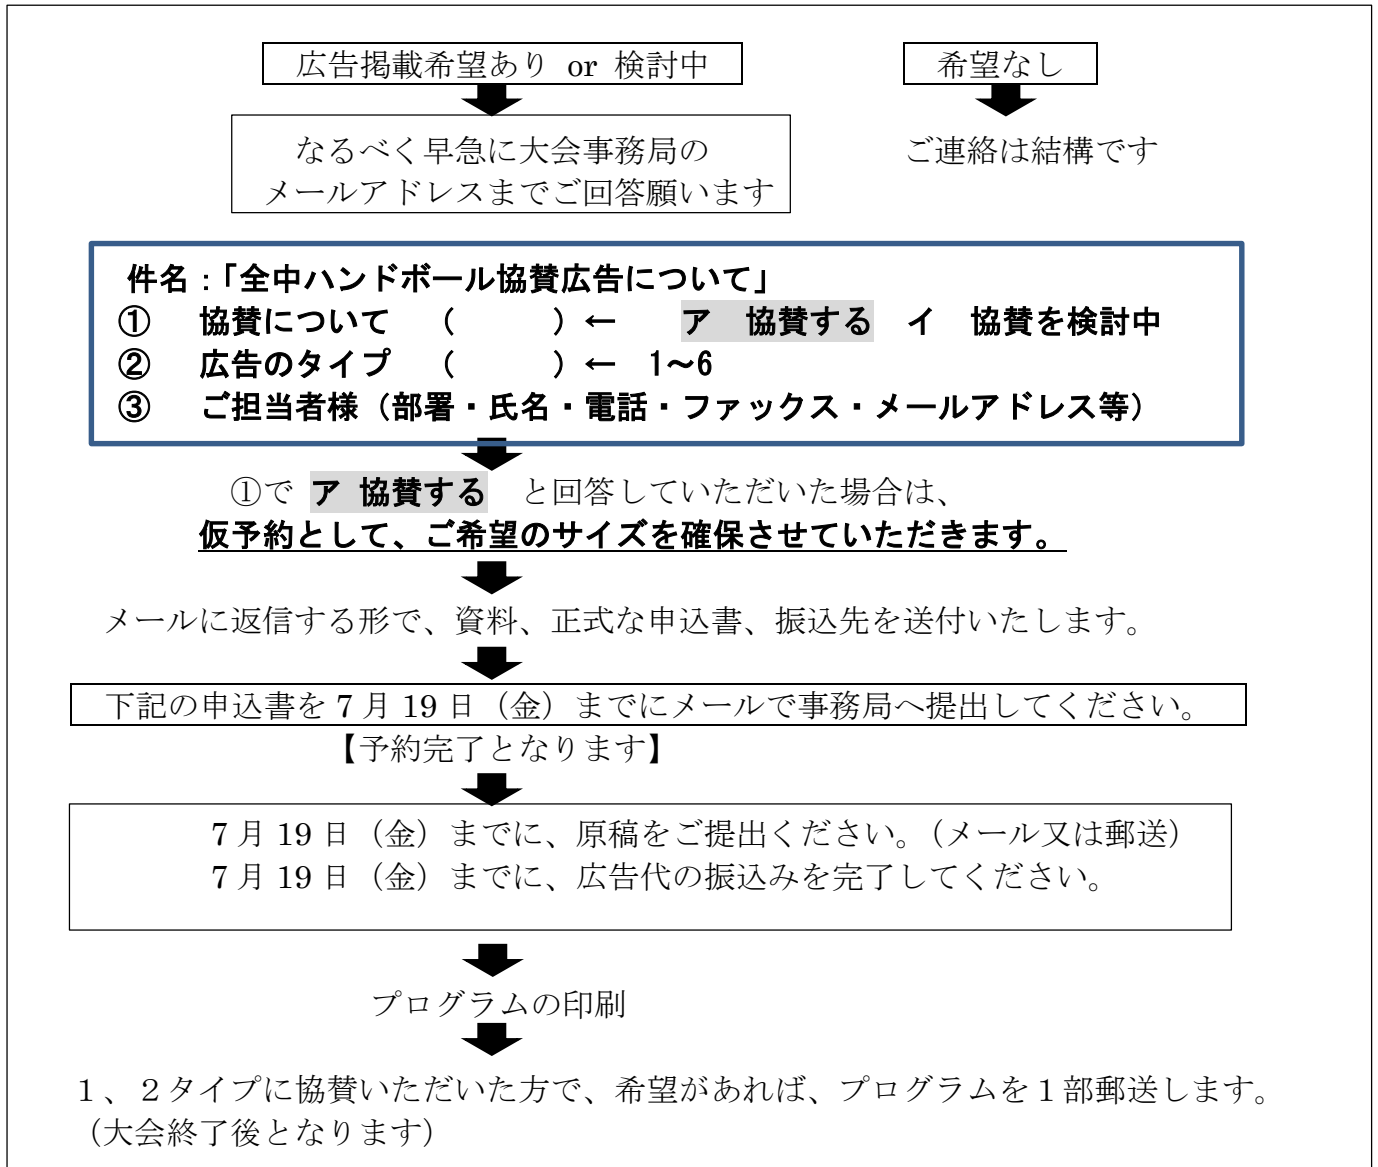 広告掲載希望あり or 検討中
希望なし
なるべく早急に大会事務局の
メールアドレスまでご回答願います
ご連絡は結構です
件名：「全中ハンドボール協賛広告について」
① 協賛について （　　　）← ア 協賛する イ 協賛を検討中
② 広告のタイプ （　　　）← 1～6
③ ご担当者様（部署・氏名・電話・ファックス・メールアドレス等）
①で ア 協賛する と回答していただいた場合は、
仮予約として、ご希望のサイズを確保させていただきます。
メールに返信する形で、資料、正式な申込書、振込先を送付いたします。
下記の申込書を 7 月 19 日（金）までにメールで事務局へ提出してください。
【予約完了となります】
7 月 19 日（金）までに、原稿をご提出ください。（メール又は郵送）
7 月 19 日（金）までに、広告代の振込みを完了してください。
プログラムの印刷
１、２タイプに協賛いただいた方で、希望があれば、プログラムを１部郵送します。
（大会終了後となります）